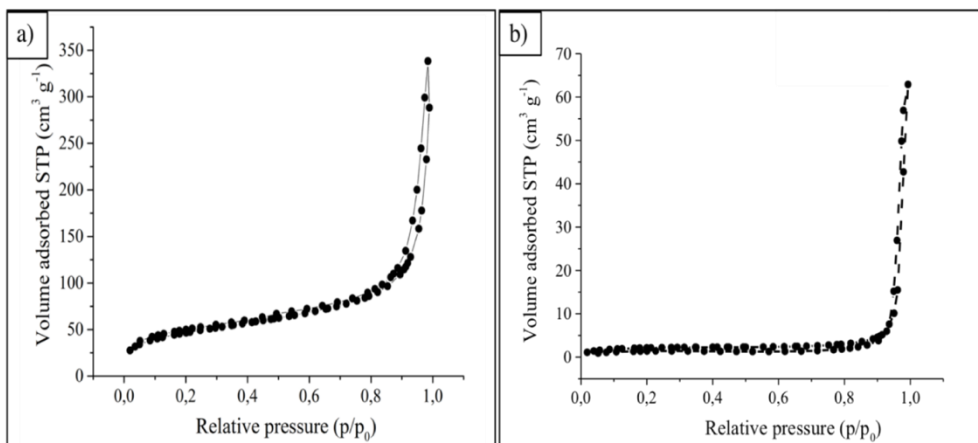 a)
Volume adsorbed STP (cm³ g⁻¹)
350
300
250
200
150
100
50
0
0,0 0,2 0,4 0,6 0,8 1,0
Relative pressure (p/p₀)
b)
Volume adsorbed STP (cm³ g⁻¹)
70
60
50
40
30
20
10
0
0,0 0,2 0,4 0,6 0,8 1,0
Relative pressure (p/p₀)